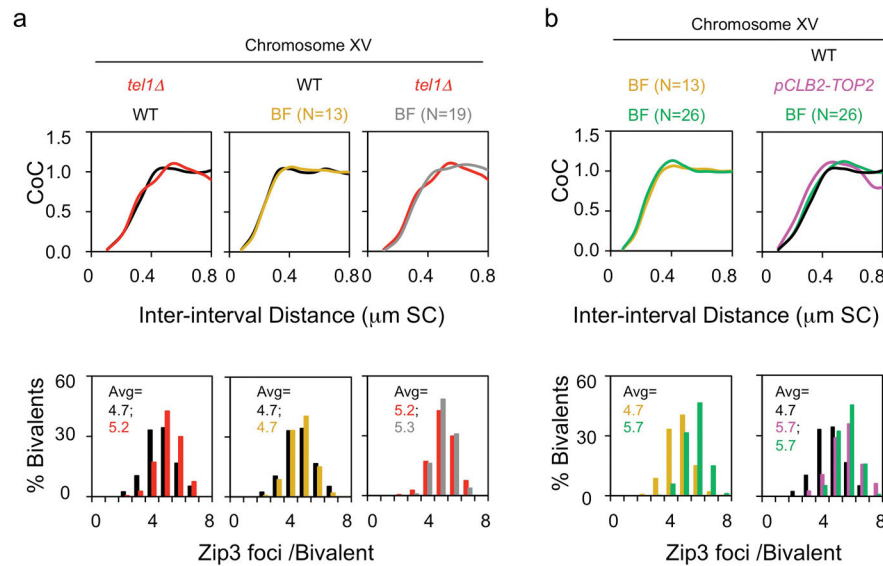 a
Chromosome XV
tel1Δ WT tel1Δ
WT BF (N=13) BF (N=19)
CoC
1.5
1.0
0.5
0.0
0 0.4 0 0.4 0 0.4 0.8
Inter-interval Distance (μm SC)
% Bivalents
60
30
0
Avg=
4.7;
5.2
Avg=
4.7;
4.7
Avg=
5.2;
5.3
0 4 0 4 0 4 8
Zip3 foci /Bivalent
b
Chromosome XV
WT
BF (N=13) pCLB2-TOP2
BF (N=26) BF (N=26)
CoC
1.5
1.0
0.5
0.0
0 0.4 0 0.4 0.8
Inter-interval Distance (μm SC)
% Bivalents
60
30
0
Avg=
4.7
5.7
Avg=
4.7
5.7;
5.7
0 4 0 4 8
Zip3 foci /Bivalent